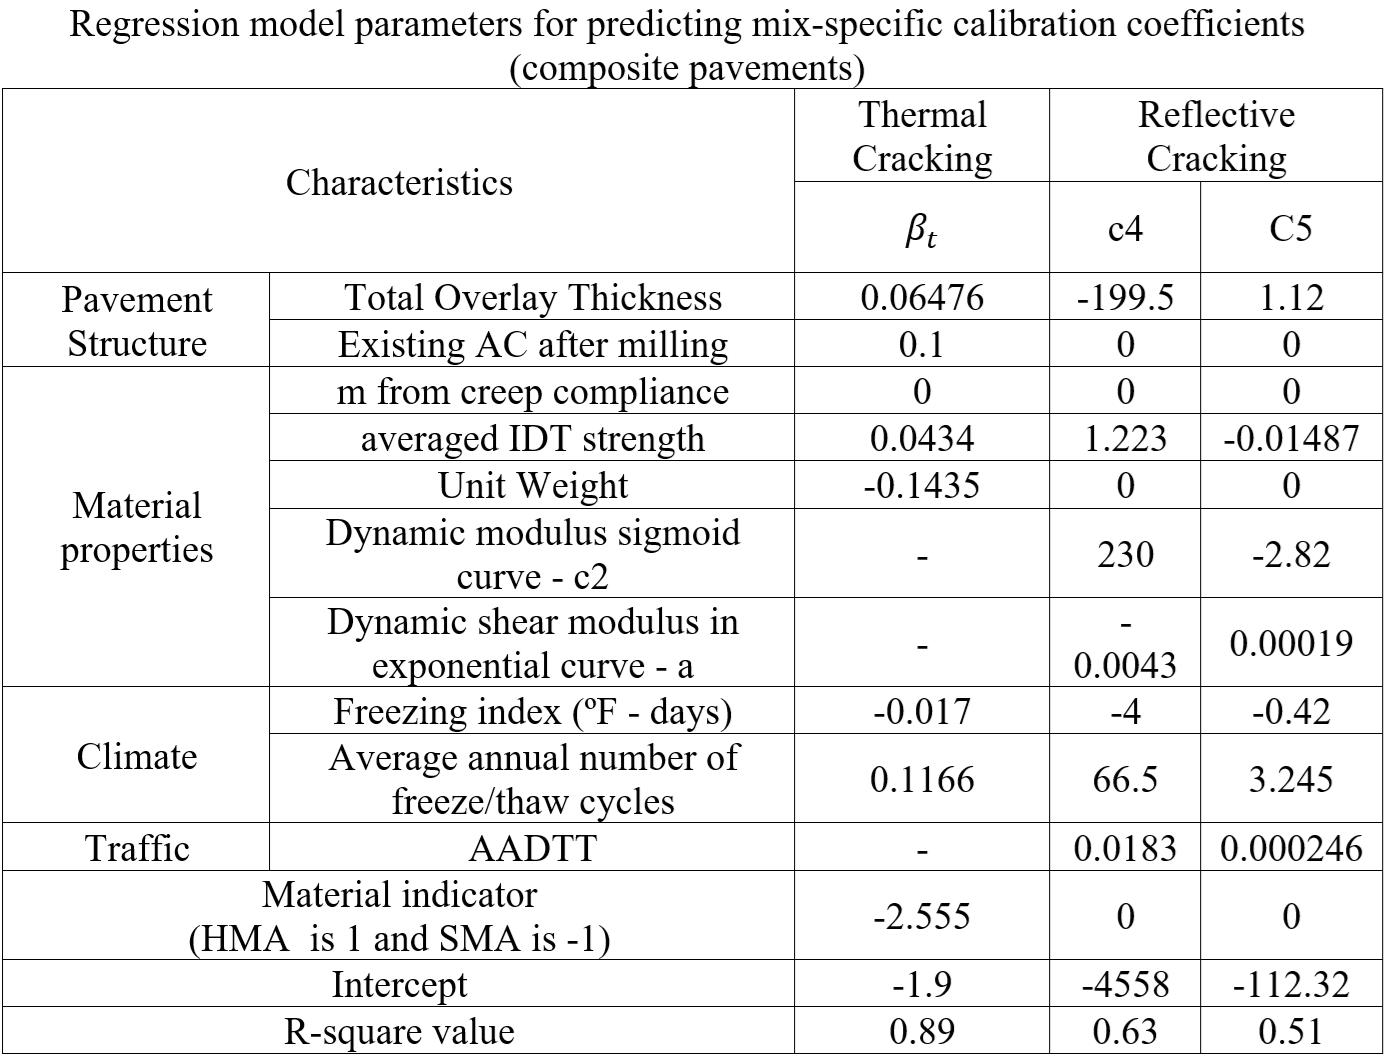 Regression model parameters for predicting mix-specific calibration coefficients
(composite pavements)
Characteristics
Thermal
Cracking
Reflective
Cracking
β_t
c4
C5
Pavement
Structure
Total Overlay Thickness
0.06476
-199.5
1.12
Existing AC after milling
0.1
0
0
Material
properties
m from creep compliance
0
0
0
averaged IDT strength
0.0434
1.223
-0.01487
Unit Weight
-0.1435
0
0
Dynamic modulus sigmoid
curve - c2
-
230
-2.82
Dynamic shear modulus in
exponential curve - a
-
-
0.0043
0.00019
Climate
Freezing index (ºF - days)
-0.017
-4
-0.42
Average annual number of
freeze/thaw cycles
0.1166
66.5
3.245
Traffic
AADTT
-
0.0183
0.000246
Material indicator
(HMA is 1 and SMA is -1)
-2.555
0
0
Intercept
-1.9
-4558
-112.32
R-square value
0.89
0.63
0.51